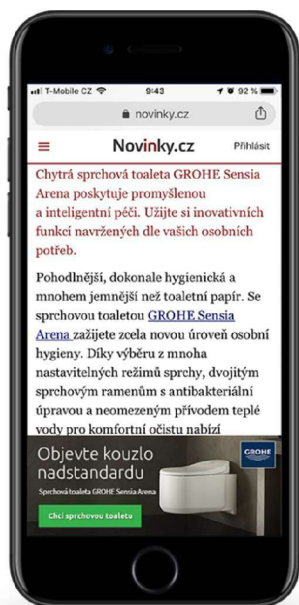 T-Mobile CZ 9:43 92 %
novinky.cz
Novinky.cz Přihlásit
Chytrá sprchová toaleta GROHE Sensia
Arena poskytuje promyšlenou
a inteligentní péči. Užijte si inovativních
funkcí navržených dle vašich osobních
potřeb.
Pohodlnější, dokonale hygienická a
mnohem jemnější než toaletní papír. Se
sprchovou toaletou GROHE Sensia
Arena zažijete zcela novou úroveň osobní
hygieny. Díky výběru z mnoha
nastavitelných režimů sprchy, dvojitým
sprchovým ramenům s antibakteriální
úpravou a neomezeným přívodem teplé
vody pro komfortní očistu nabízí
Objevte kouzlo
nadstandardu
Sprchová toaleta GROHE Sensia Arena
Chci sprchovou toaletu
GROHE